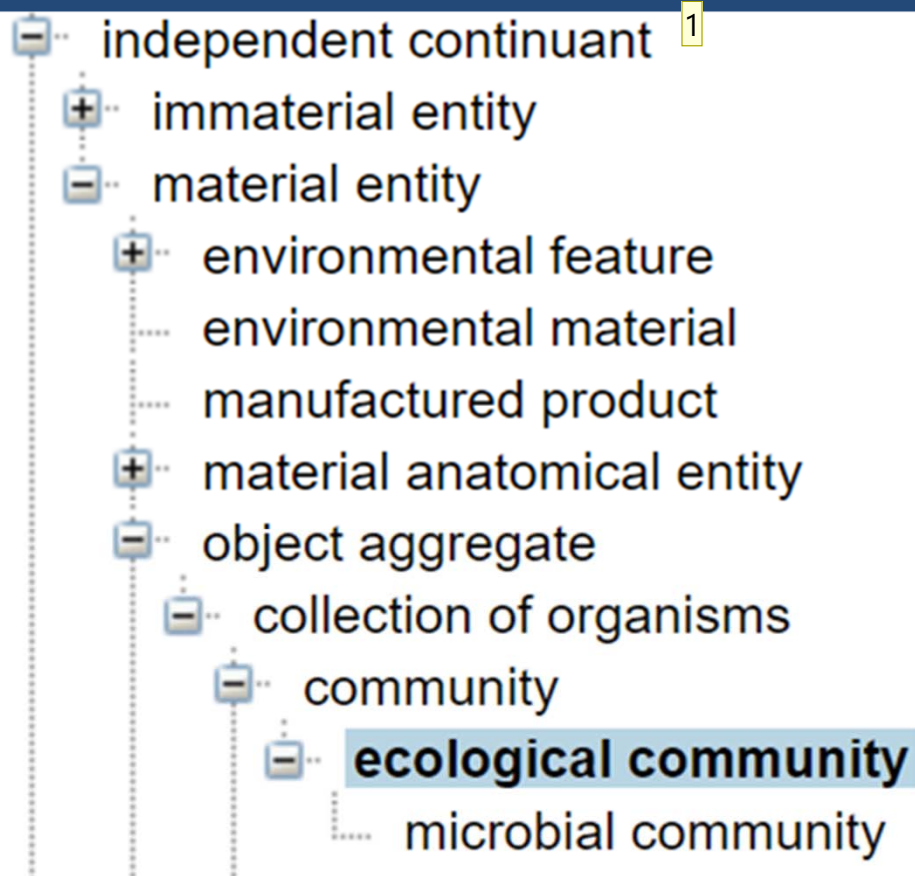 independent continuant 1
immaterial entity
material entity
environmental feature
environmental material
manufactured product
material anatomical entity
object aggregate
collection of organisms
community
ecological community
microbial community